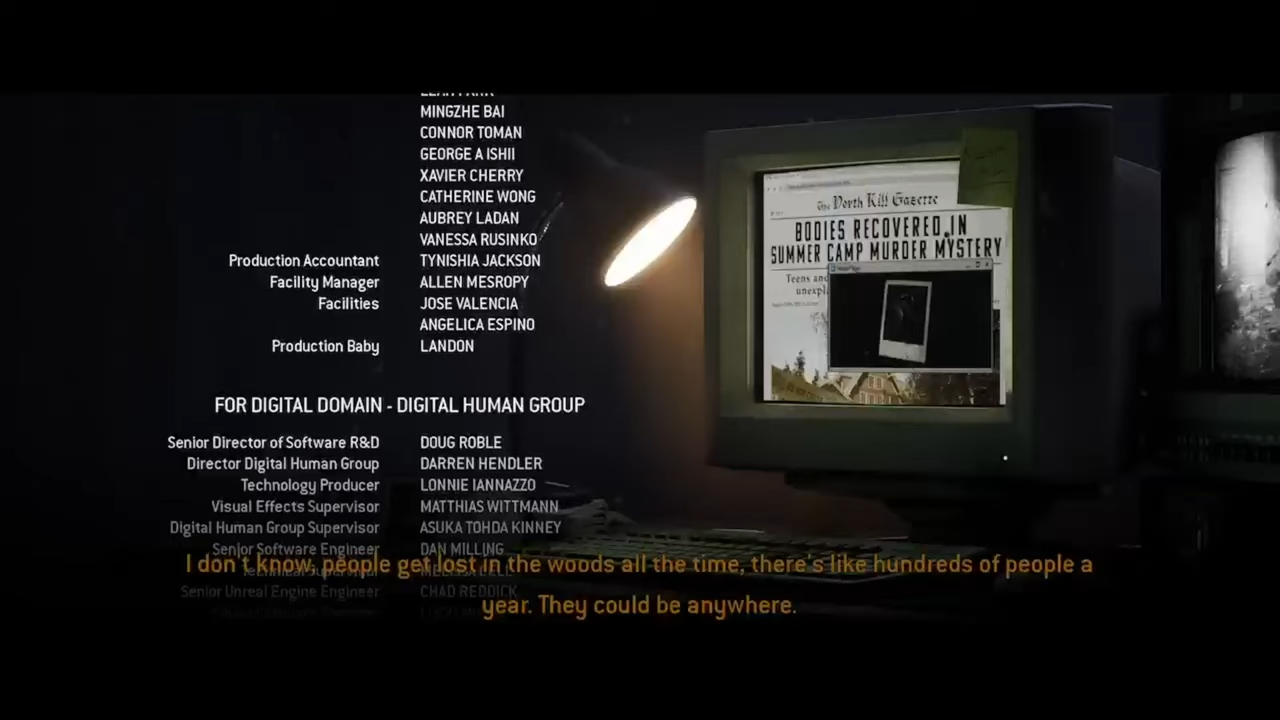 MINGZHE BAI
CONNOR TOMAN
GEORGE A ISHII
XAVIER CHERRY
CATHERINE WONG
AUBREY LADAN
VANESSA RUSINKO
Production Accountant TYNISHIA JACKSON
Facility Manager ALLEN MESROPY
Facilities JOSE VALENCIA
ANGELICA ESPINO
Production Baby LANDON
FOR DIGITAL DOMAIN - DIGITAL HUMAN GROUP
Senior Director of Software R&D DOUG ROBLE
Director Digital Human Group DARREN HENDLER
Technology Producer LONNIE IANNAZZO
Visual Effects Supervisor MATTHIAS WITTMANN
Digital Human Group Supervisor ASUKA TOHDA KINNEY
Senior Software Engineer DAN MILLING
Senior Unreal Engine Engineer CHAD REDDICK
I don't know, people get lost in the woods all the time, there's like hundreds of people a
year. They could be anywhere.
The North Kill Gazette
BODIES RECOVERED IN
SUMMER CAMP MURDER MYSTERY
Teens and